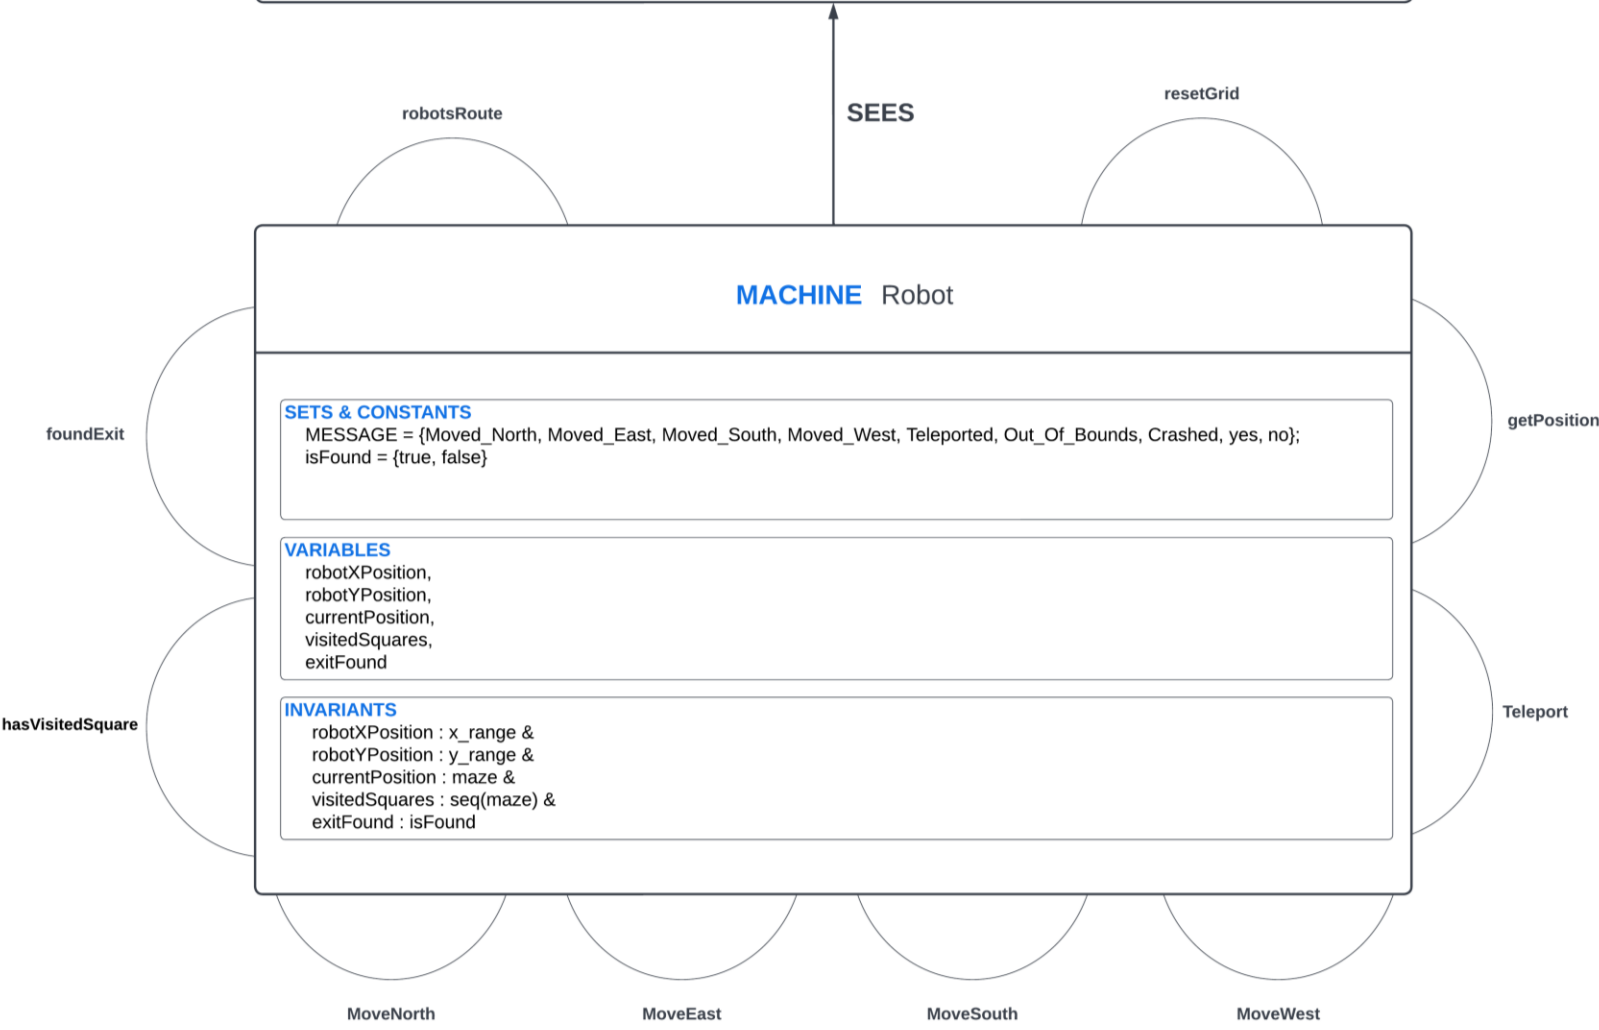 resetGrid
SEES
robotsRoute
MACHINE Robot
SETS & CONSTANTS
MESSAGE = {Moved_North, Moved_East, Moved_South, Moved_West, Teleported, Out_Of_Bounds, Crashed, yes, no};
isFound = {true, false}
foundExit
getPosition
VARIABLES
robotXPosition,
robotYPosition,
currentPosition,
visitedSquares,
exitFound
hasVisitedSquare
Teleport
INVARIANTS
robotXPosition : x_range &
robotYPosition : y_range &
currentPosition : maze &
visitedSquares : seq(maze) &
exitFound : isFound
MoveNorth
MoveEast
MoveSouth
MoveWest